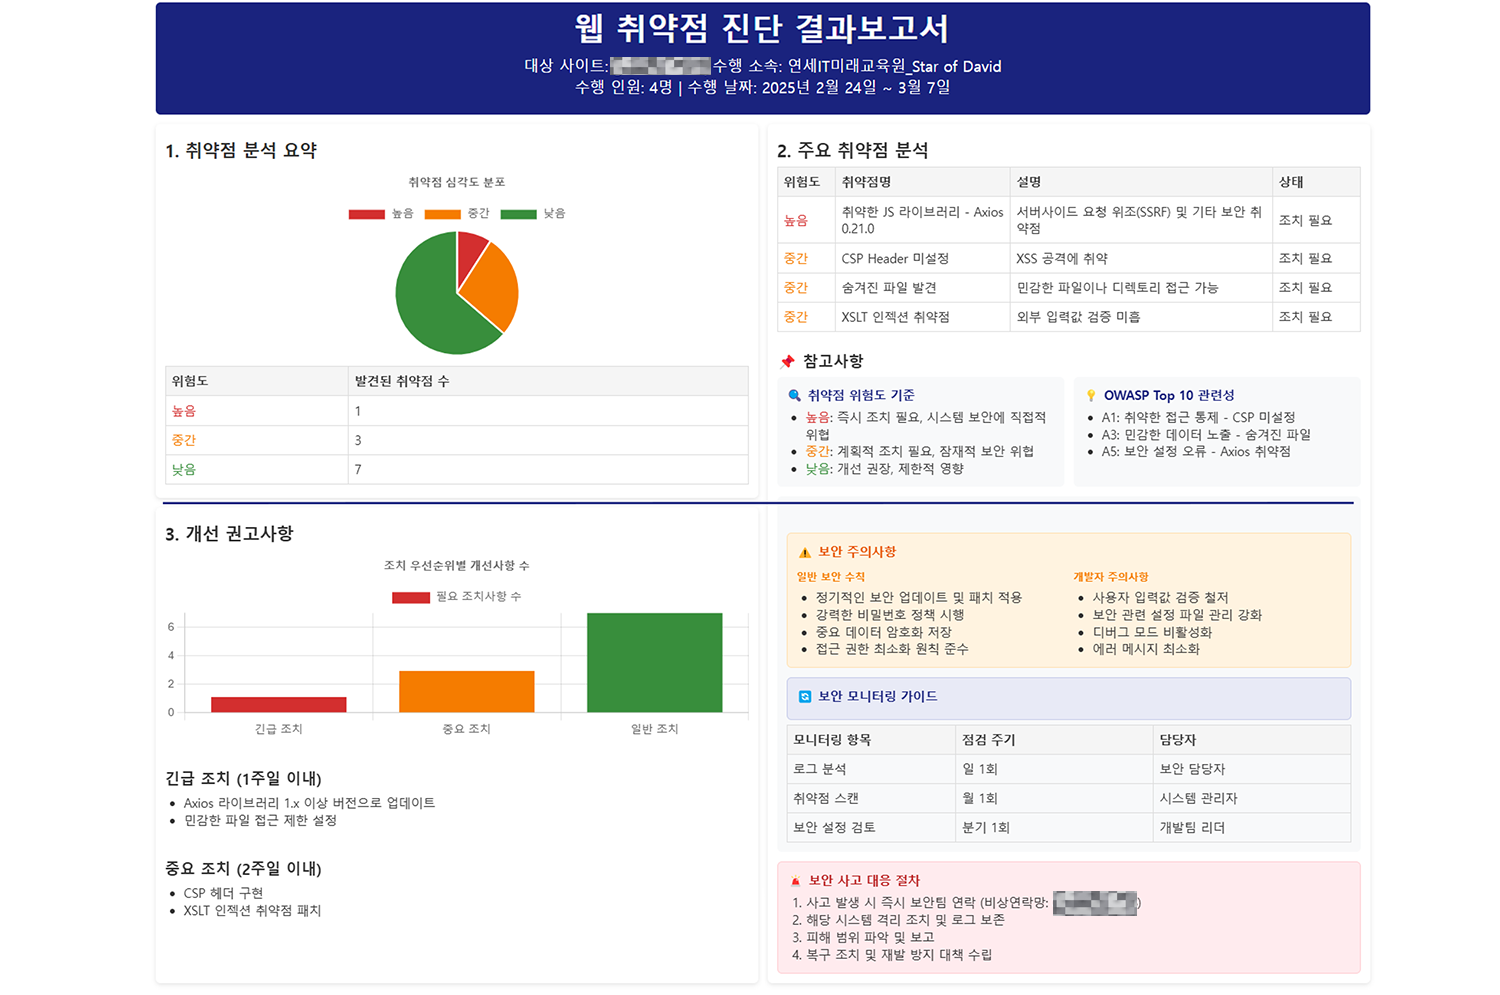 웹 취약점 진단 결과보고서
대상 사이트: 수행 소속: 연세IT미래교육원_Star of David
수행 인원: 4명 | 수행 날짜: 2025년 2월 24일 ~ 3월 7일
1. 취약점 분석 요약
취약점 심각도 분포
높음 중간 낮음
위험도 발견된 취약점 수
높음 1
중간 3
낮음 7
2. 주요 취약점 분석
위험도 취약점명 설명 상태
높음 취약한 JS 라이브러리 - Axios 0.21.0 서버사이드 요청 위조(SSRF) 및 기타 보안 취약점 조치 필요
중간 CSP Header 미설정 XSS 공격에 취약 조치 필요
중간 숨겨진 파일 발견 민감한 파일이나 디렉토리 접근 가능 조치 필요
중간 XSLT 인젝션 취약점 외부 입력값 검증 미흡 조치 필요
📌 참고사항
🔍 취약점 위험도 기준
• 높음: 즉시 조치 필요, 시스템 보안에 직접적
위협
• 중간: 계획적 조치 필요, 잠재적 보안 위협
• 낮음: 개선 권장, 제한적 영향
💡 OWASP Top 10 관련성
• A1: 취약한 접근 통제 - CSP 미설정
• A3: 민감한 데이터 노출 - 숨겨진 파일
• A5: 보안 설정 오류 - Axios 취약점
3. 개선 권고사항
조치 우선순위별 개선사항 수
필요 조치사항 수
6
4
2
0
긴급 조치 중요 조치 일반 조치
긴급 조치 (1주일 이내)
• Axios 라이브러리 1.x 이상 버전으로 업데이트
• 민감한 파일 접근 제한 설정
중요 조치 (2주일 이내)
• CSP 헤더 구현
• XSLT 인젝션 취약점 패치
⚠️ 보안 주의사항
일반 보안 수칙
• 정기적인 보안 업데이트 및 패치 적용
• 강력한 비밀번호 정책 시행
• 중요 데이터 암호화 저장
• 접근 권한 최소화 원칙 준수
개발자 주의사항
• 사용자 입력값 검증 철저
• 보안 관련 설정 파일 관리 강화
• 디버그 모드 비활성화
• 에러 메시지 최소화
🔄 보안 모니터링 가이드
모니터링 항목 점검 주기 담당자
로그 분석 일 1회 보안 담당자
취약점 스캔 월 1회 시스템 관리자
보안 설정 검토 분기 1회 개발팀 리더
🚨 보안 사고 대응 절차
1. 사고 발생 시 즉시 보안팀 연락 (비상연락망: )
2. 해당 시스템 격리 조치 및 로그 보존
3. 피해 범위 파악 및 보고
4. 복구 조치 및 재발 방지 대책 수립